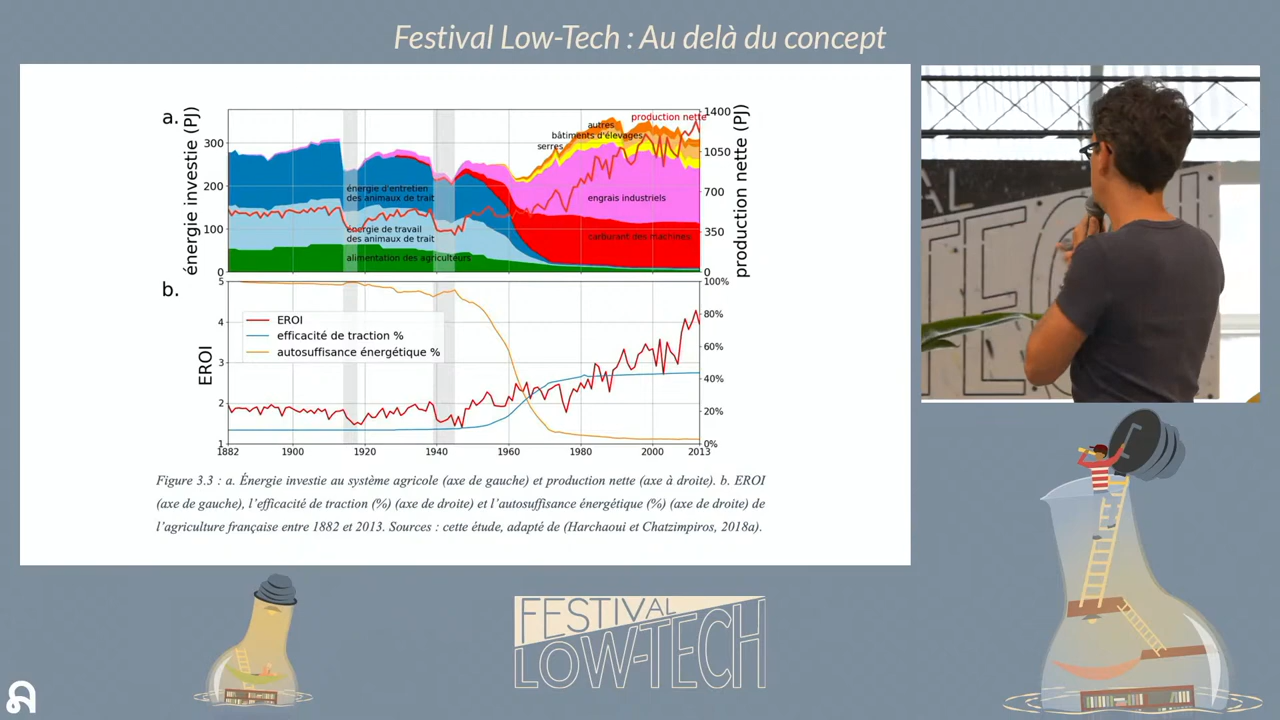 Festival Low-Tech : Au delà du concept
a.
énergie investie (PJ)
300
200
100
0
1400
1050
700
350
0
production nette (PJ)
production nette
autres
bâtiments d'élevages
serres
énergie d'entretien
des animaux de trait
engrais industriels
énergie de travail
des animaux de trait
carburant des machines
alimentation des agriculteurs
b.
EROI
5
4
3
2
1
100%
80%
60%
40%
20%
0%
EROI
efficacité de traction %
autosuffisance énergétique %
1882 1900 1920 1940 1960 1980 2000 2013
Figure 3.3 : a. Énergie investie au système agricole (axe de gauche) et production nette (axe à droite). b. EROI
(axe de gauche), l'efficacité de traction (%) (axe de droite) et l'autosuffisance énergétique (%) (axe de droite) de
l'agriculture française entre 1882 et 2013. Sources : cette étude, adapté de (Harchaoui et Chatzimpiros, 2018a).
FESTIVAL
LOW-TECH